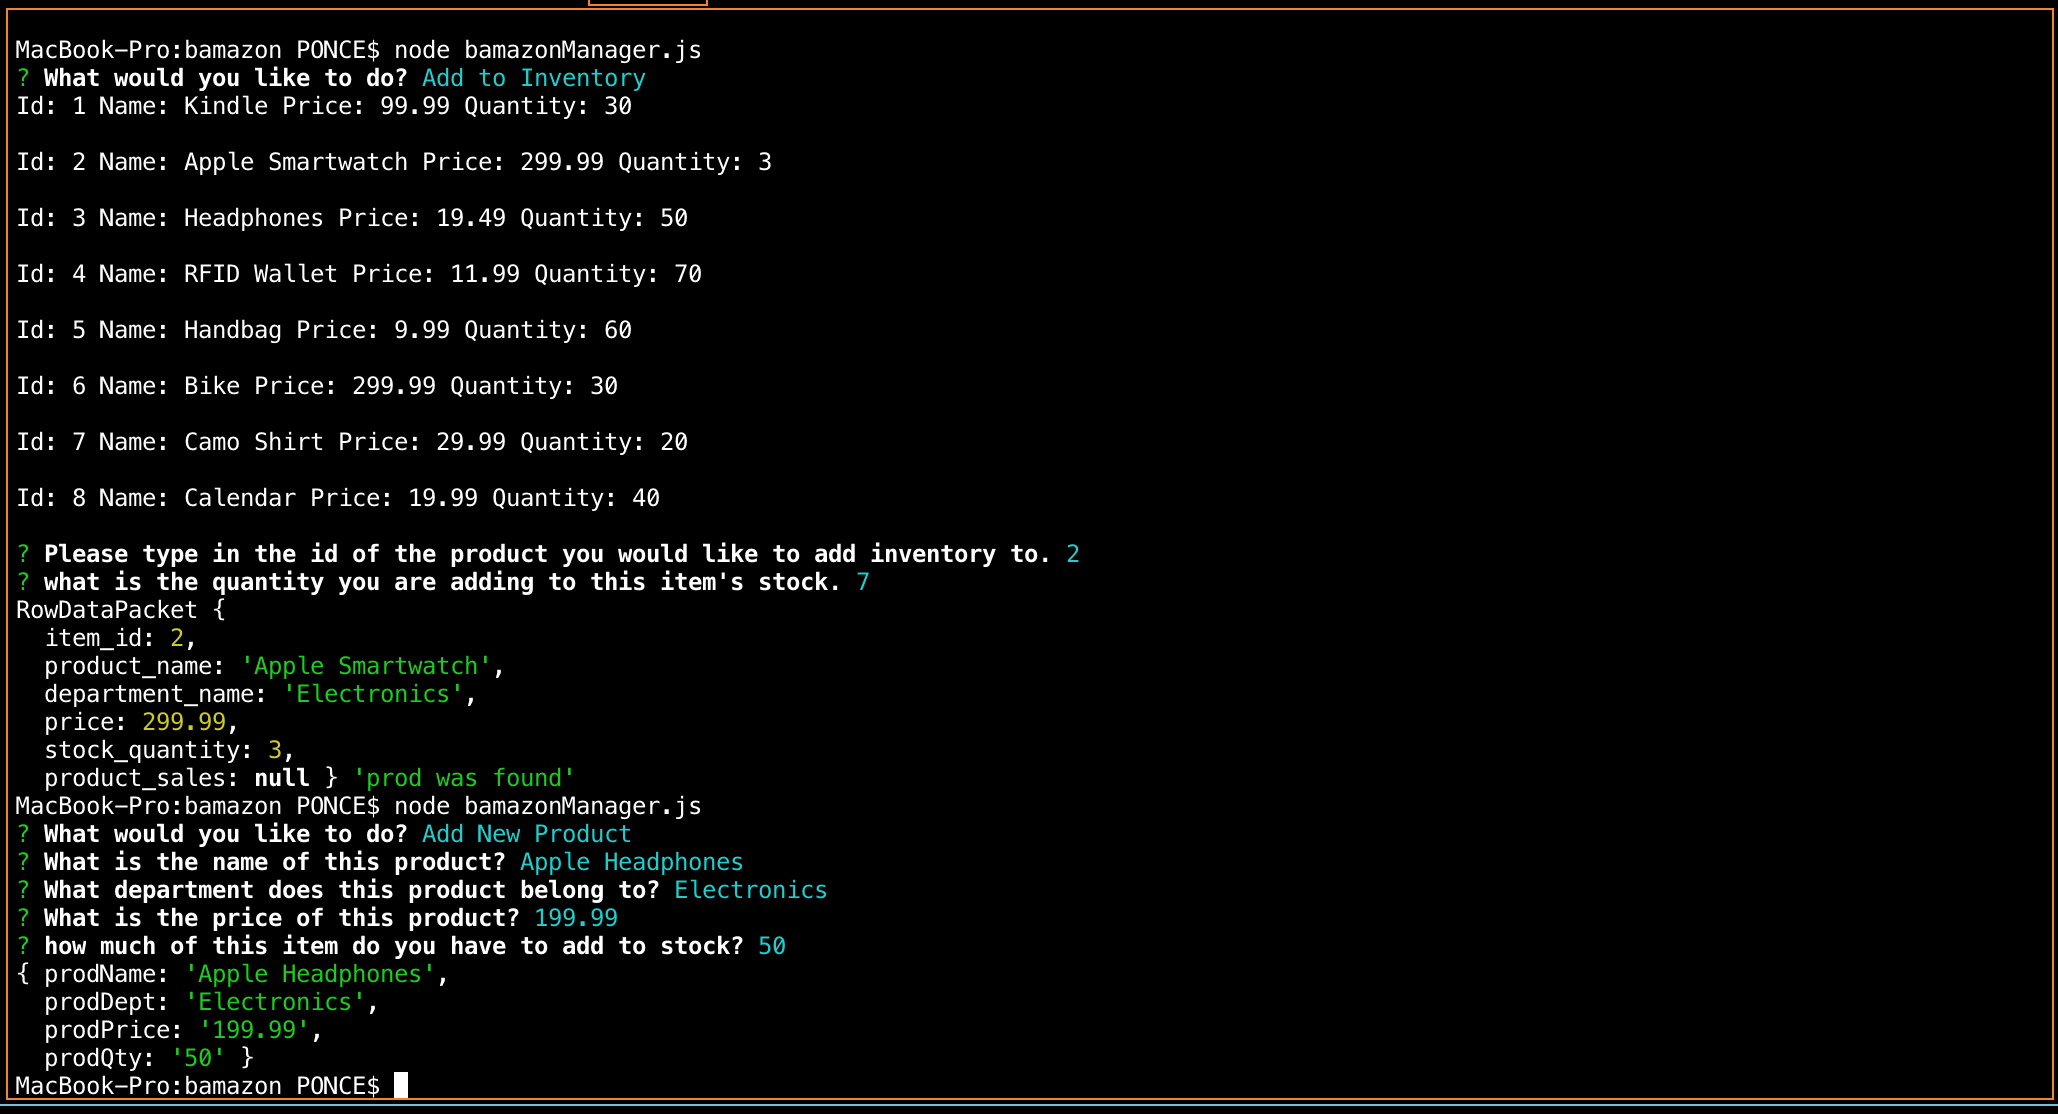 MacBook-Pro:bamazon PONCE$ node bamazonManager.js
? What would you like to do? Add to Inventory
Id: 1 Name: Kindle Price: 99.99 Quantity: 30
Id: 2 Name: Apple Smartwatch Price: 299.99 Quantity: 3
Id: 3 Name: Headphones Price: 19.49 Quantity: 50
Id: 4 Name: RFID Wallet Price: 11.99 Quantity: 70
Id: 5 Name: Handbag Price: 9.99 Quantity: 60
Id: 6 Name: Bike Price: 299.99 Quantity: 30
Id: 7 Name: Camo Shirt Price: 29.99 Quantity: 20
Id: 8 Name: Calendar Price: 19.99 Quantity: 40
? Please type in the id of the product you would like to add inventory to. 2
? what is the quantity you are adding to this item's stock. 7
RowDataPacket {
  item_id: 2,
  product_name: 'Apple Smartwatch',
  department_name: 'Electronics',
  price: 299.99,
  stock_quantity: 3,
  product_sales: null } 'prod was found'
MacBook-Pro:bamazon PONCE$ node bamazonManager.js
? What would you like to do? Add New Product
? What is the name of this product? Apple Headphones
? What department does this product belong to? Electronics
? What is the price of this product? 199.99
? how much of this item do you have to add to stock? 50
{ prodName: 'Apple Headphones',
  prodDept: 'Electronics',
  prodPrice: '199.99',
  prodQty: '50' }
MacBook-Pro:bamazon PONCE$